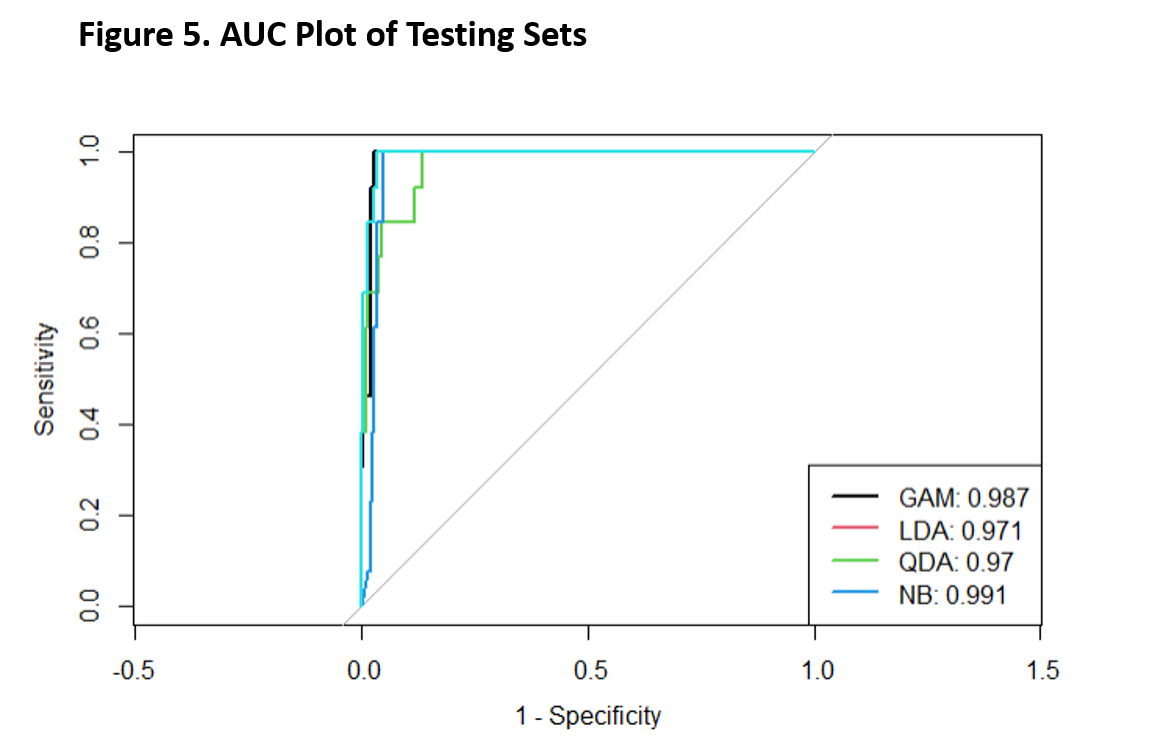 Figure 5. AUC Plot of Testing Sets
1.0
0.8
0.6
0.4
0.2
0.0
Sensitivity
GAM: 0.987
LDA: 0.971
QDA: 0.97
NB: 0.991
-0.5 0.0 0.5 1.0 1.5
1 - Specificity